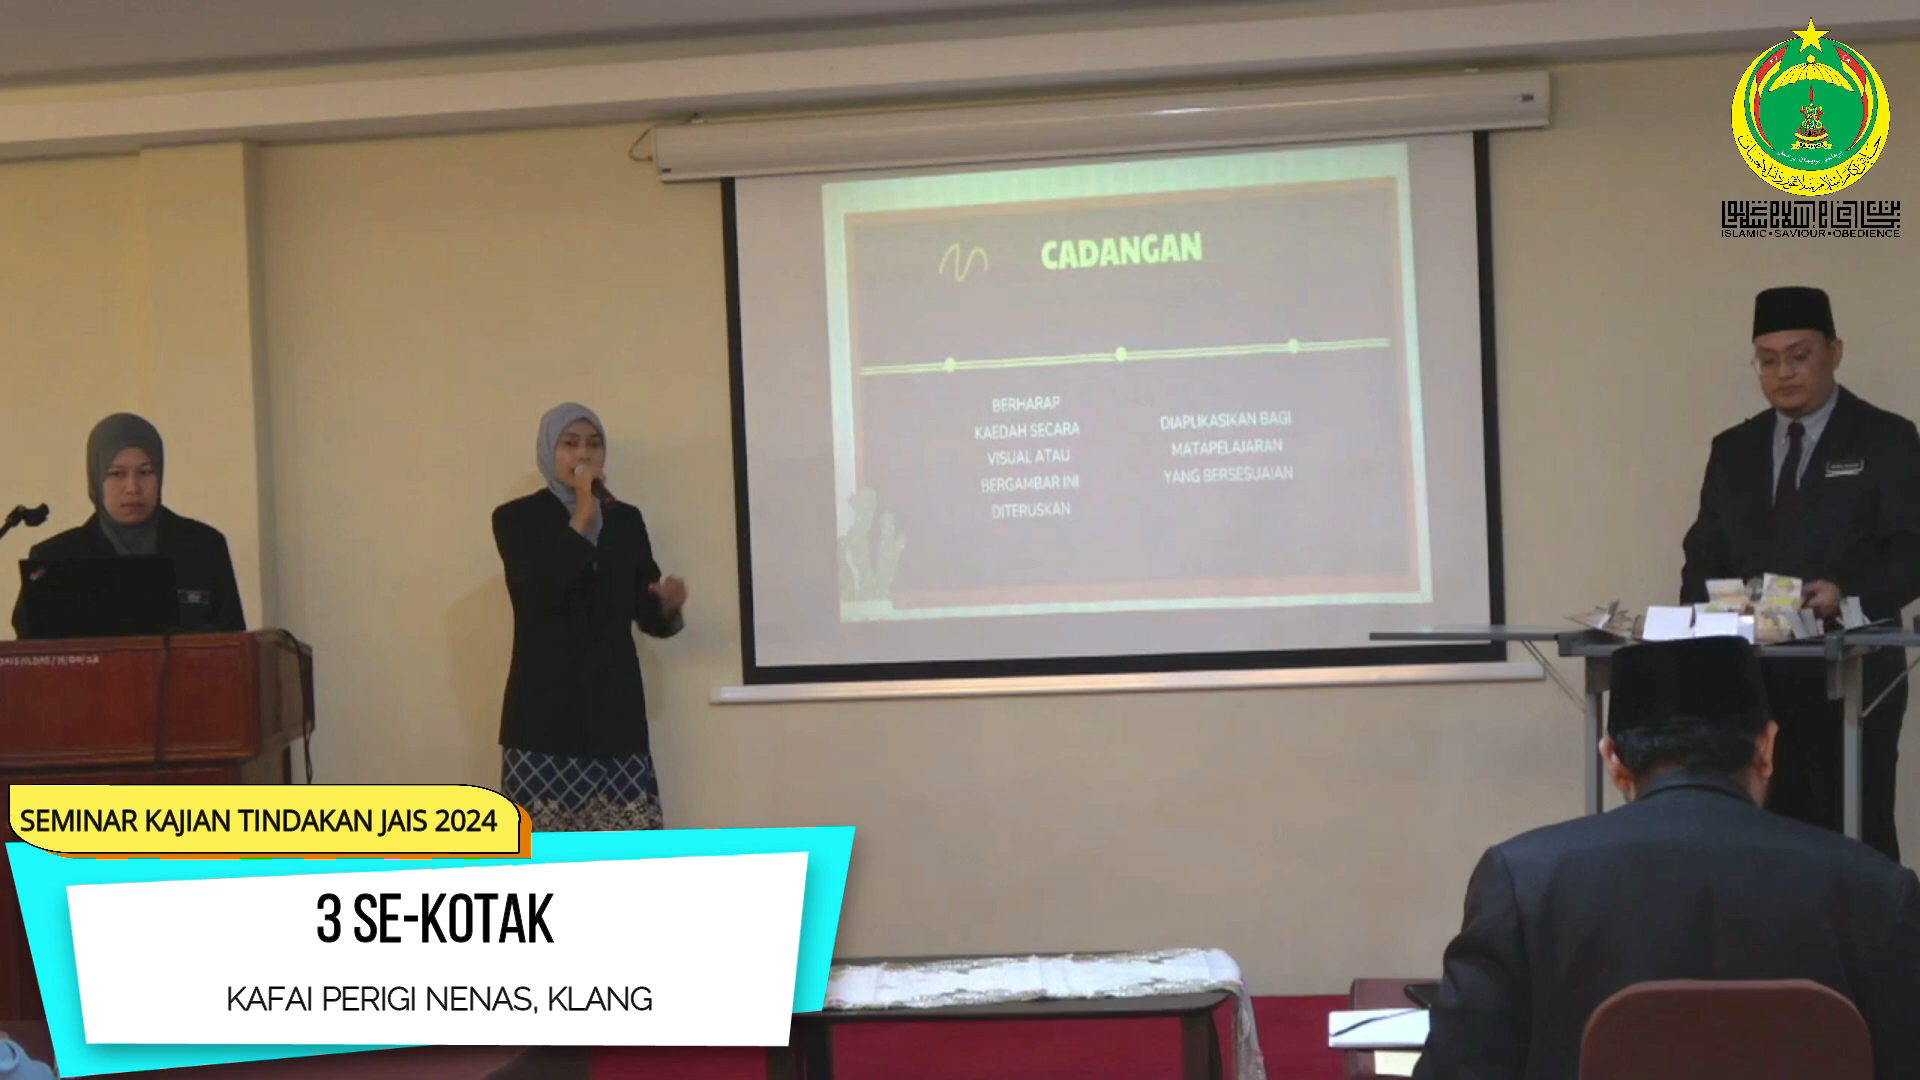 CADANGAN
BERHARAP
KAEDAH SECARA
VISUAL ATAU
BERGAMBAR INI
DITERUSKAN
DIAPLIKASIKAN BAGI
MATAPELAJARAN
YANG BERSESUAIAN
ISLAMIC•SAVIOUR•OBEDIENCE
SEMINAR KAJIAN TINDAKAN JAIS 2024
3 SE-KOTAK
KAFAI PERIGI NENAS, KLANG